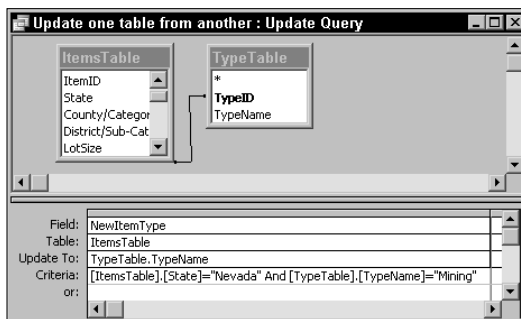 Update one table from another : Update Query
ItemsTable
ItemID
State
County/Categor
District/Sub-Cat
LotSize
TypeTable
*
TypeID
TypeName
Field: NewItemType
Table: ItemsTable
Update To: TypeTable.TypeName
Criteria: [ItemsTable].[State]="Nevada" And [TypeTable].[TypeName]="Mining"
or: